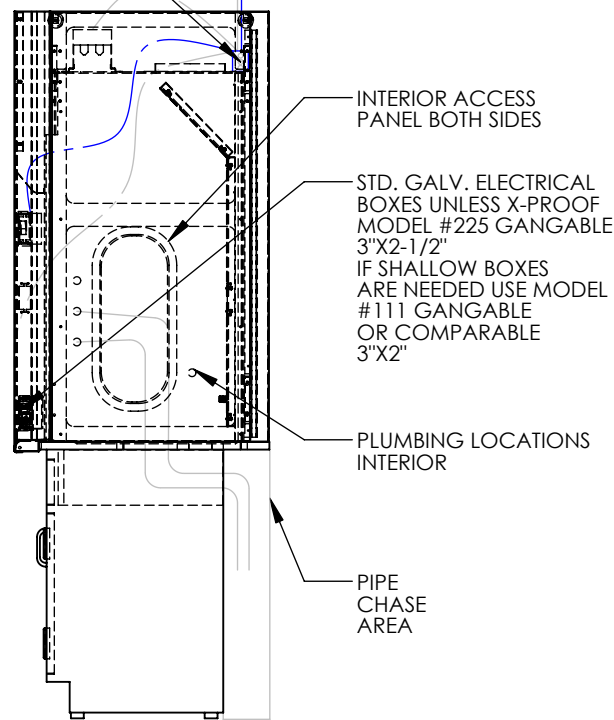 INTERIOR ACCESS
PANEL BOTH SIDES
STD. GALV. ELECTRICAL
BOXES UNLESS X-PROOF
MODEL #225 GANGABLE
3"X2-1/2"
IF SHALLOW BOXES
ARE NEEDED USE MODEL
#111 GANGABLE
OR COMPARABLE
3"X2"
PLUMBING LOCATIONS
INTERIOR
PIPE
CHASE
AREA